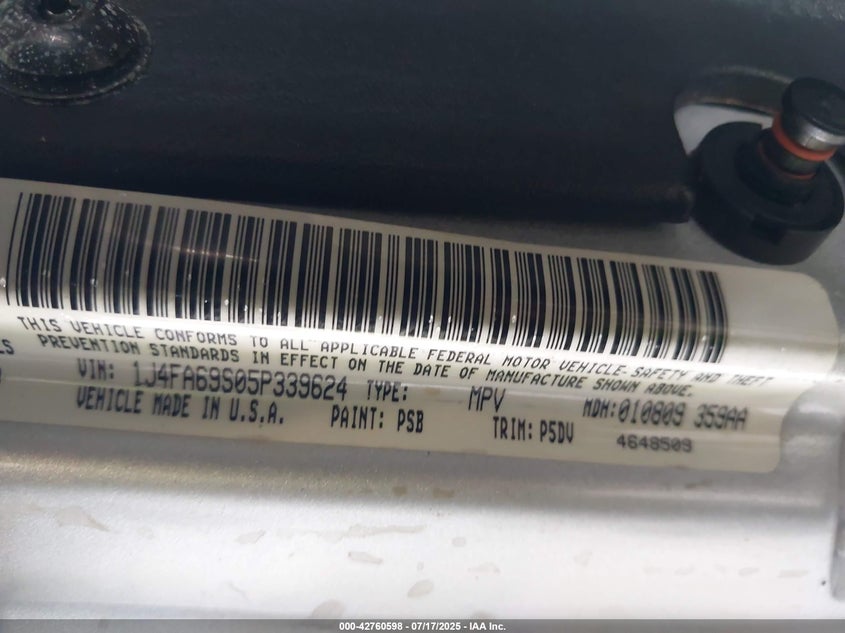 THIS VEHICLE CONFORMS TO ALL APPLICABLE FEDERAL MOTOR VEHICLE SAFETY AND THEFT
PREVENTION STANDARDS IN EFFECT ON THE DATE OF MANUFACTURE SHOWN ABOVE.
VIN: 1J4FA69S05P339624 TYPE: MPV MDH:010809 359AA
VEHICLE MADE IN U.S.A. PAINT: PSB TRIM: P5DV
4648509
000-42760598 - 07/17/2025 - IAA Inc.